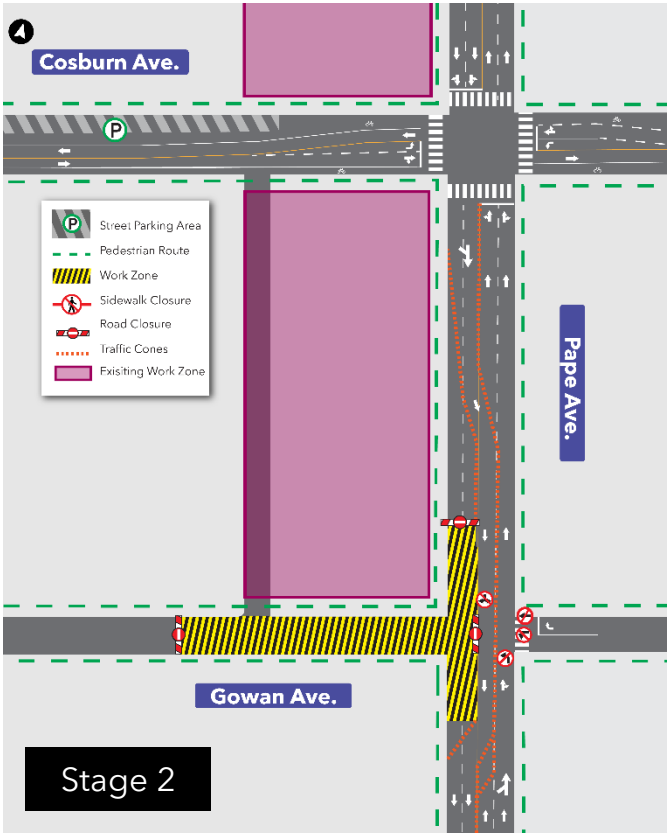 Cosburn Ave.
P
P
Street Parking Area
Pedestrian Route
Work Zone
Sidewalk Closure
Road Closure
Traffic Cones
Exisiting Work Zone
Pape Ave.
Gowan Ave.
Stage 2